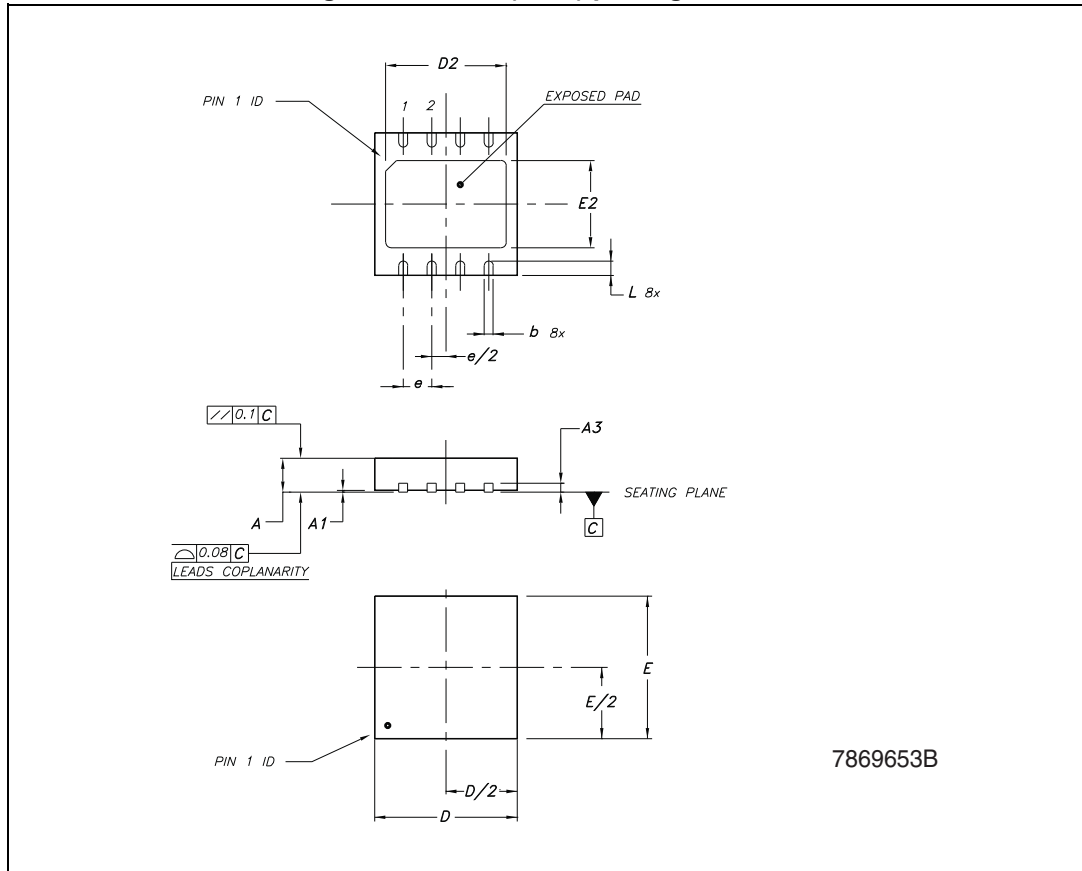 D2
PIN 1 ID
1 2
EXPOSED PAD
E2
L 8x
b 8x
e/2
e
// 0.1 C
A3
SEATING PLANE
A
A1
C
0.08 C
LEADS COPLANARITY
E
E/2
PIN 1 ID
D/2
D
7869653B